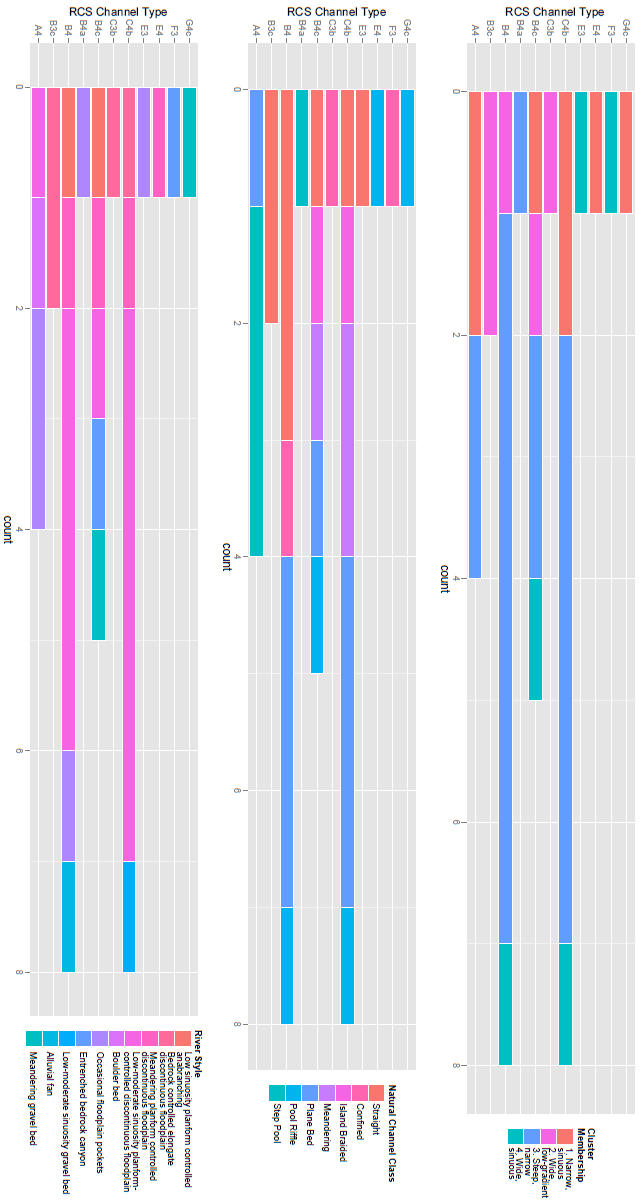 RCS Channel Type
G4c
F3
E4
E3
C4b
C3b
B4c
B4a
B4
B3c
A4
0
2
4
6
8
count
Cluster
Membership
1. Narrow,
sinuous
2. Wide,
low-gradient
3. Steep,
narrow
4. Wide,
sinuous
RCS Channel Type
G4c
F3
E4
E3
C4b
C3b
B4c
B4a
B4
B3c
A4
0
2
4
6
8
count
Natural Channel Class
Straight
Confined
Island Braided
Meandering
Plane Bed
Pool Riffle
Step Pool
RCS Channel Type
G4c
F3
E4
E3
C4b
C3b
B4c
B4a
B4
B3c
A4
0
2
4
6
8
count
River Style
Low sinuosity planform controlled
anabranching
Bedrock controlled elongate
discontinuous floodplain
Meandering planform controlled
discontinuous floodplain
Low-moderate sinuosity planform-
controlled discontinuous floodplain
Boulder bed
Occasional floodplain pockets
Entrenched bedrock canyon
Low-moderate sinuosity gravel bed
Alluvial fan
Meandering gravel bed